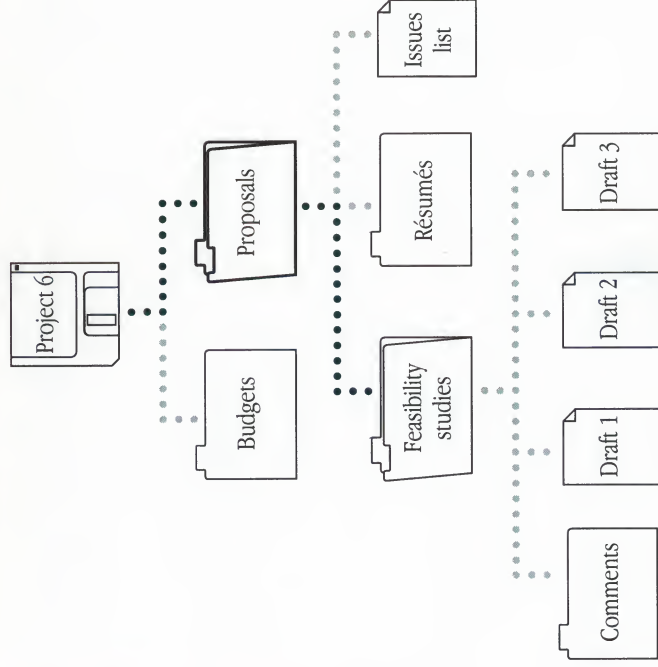 Project 6
Budgets
Proposals
Feasibility
studies
Résumés
Issues
list
Comments
Draft 1
Draft 2
Draft 3